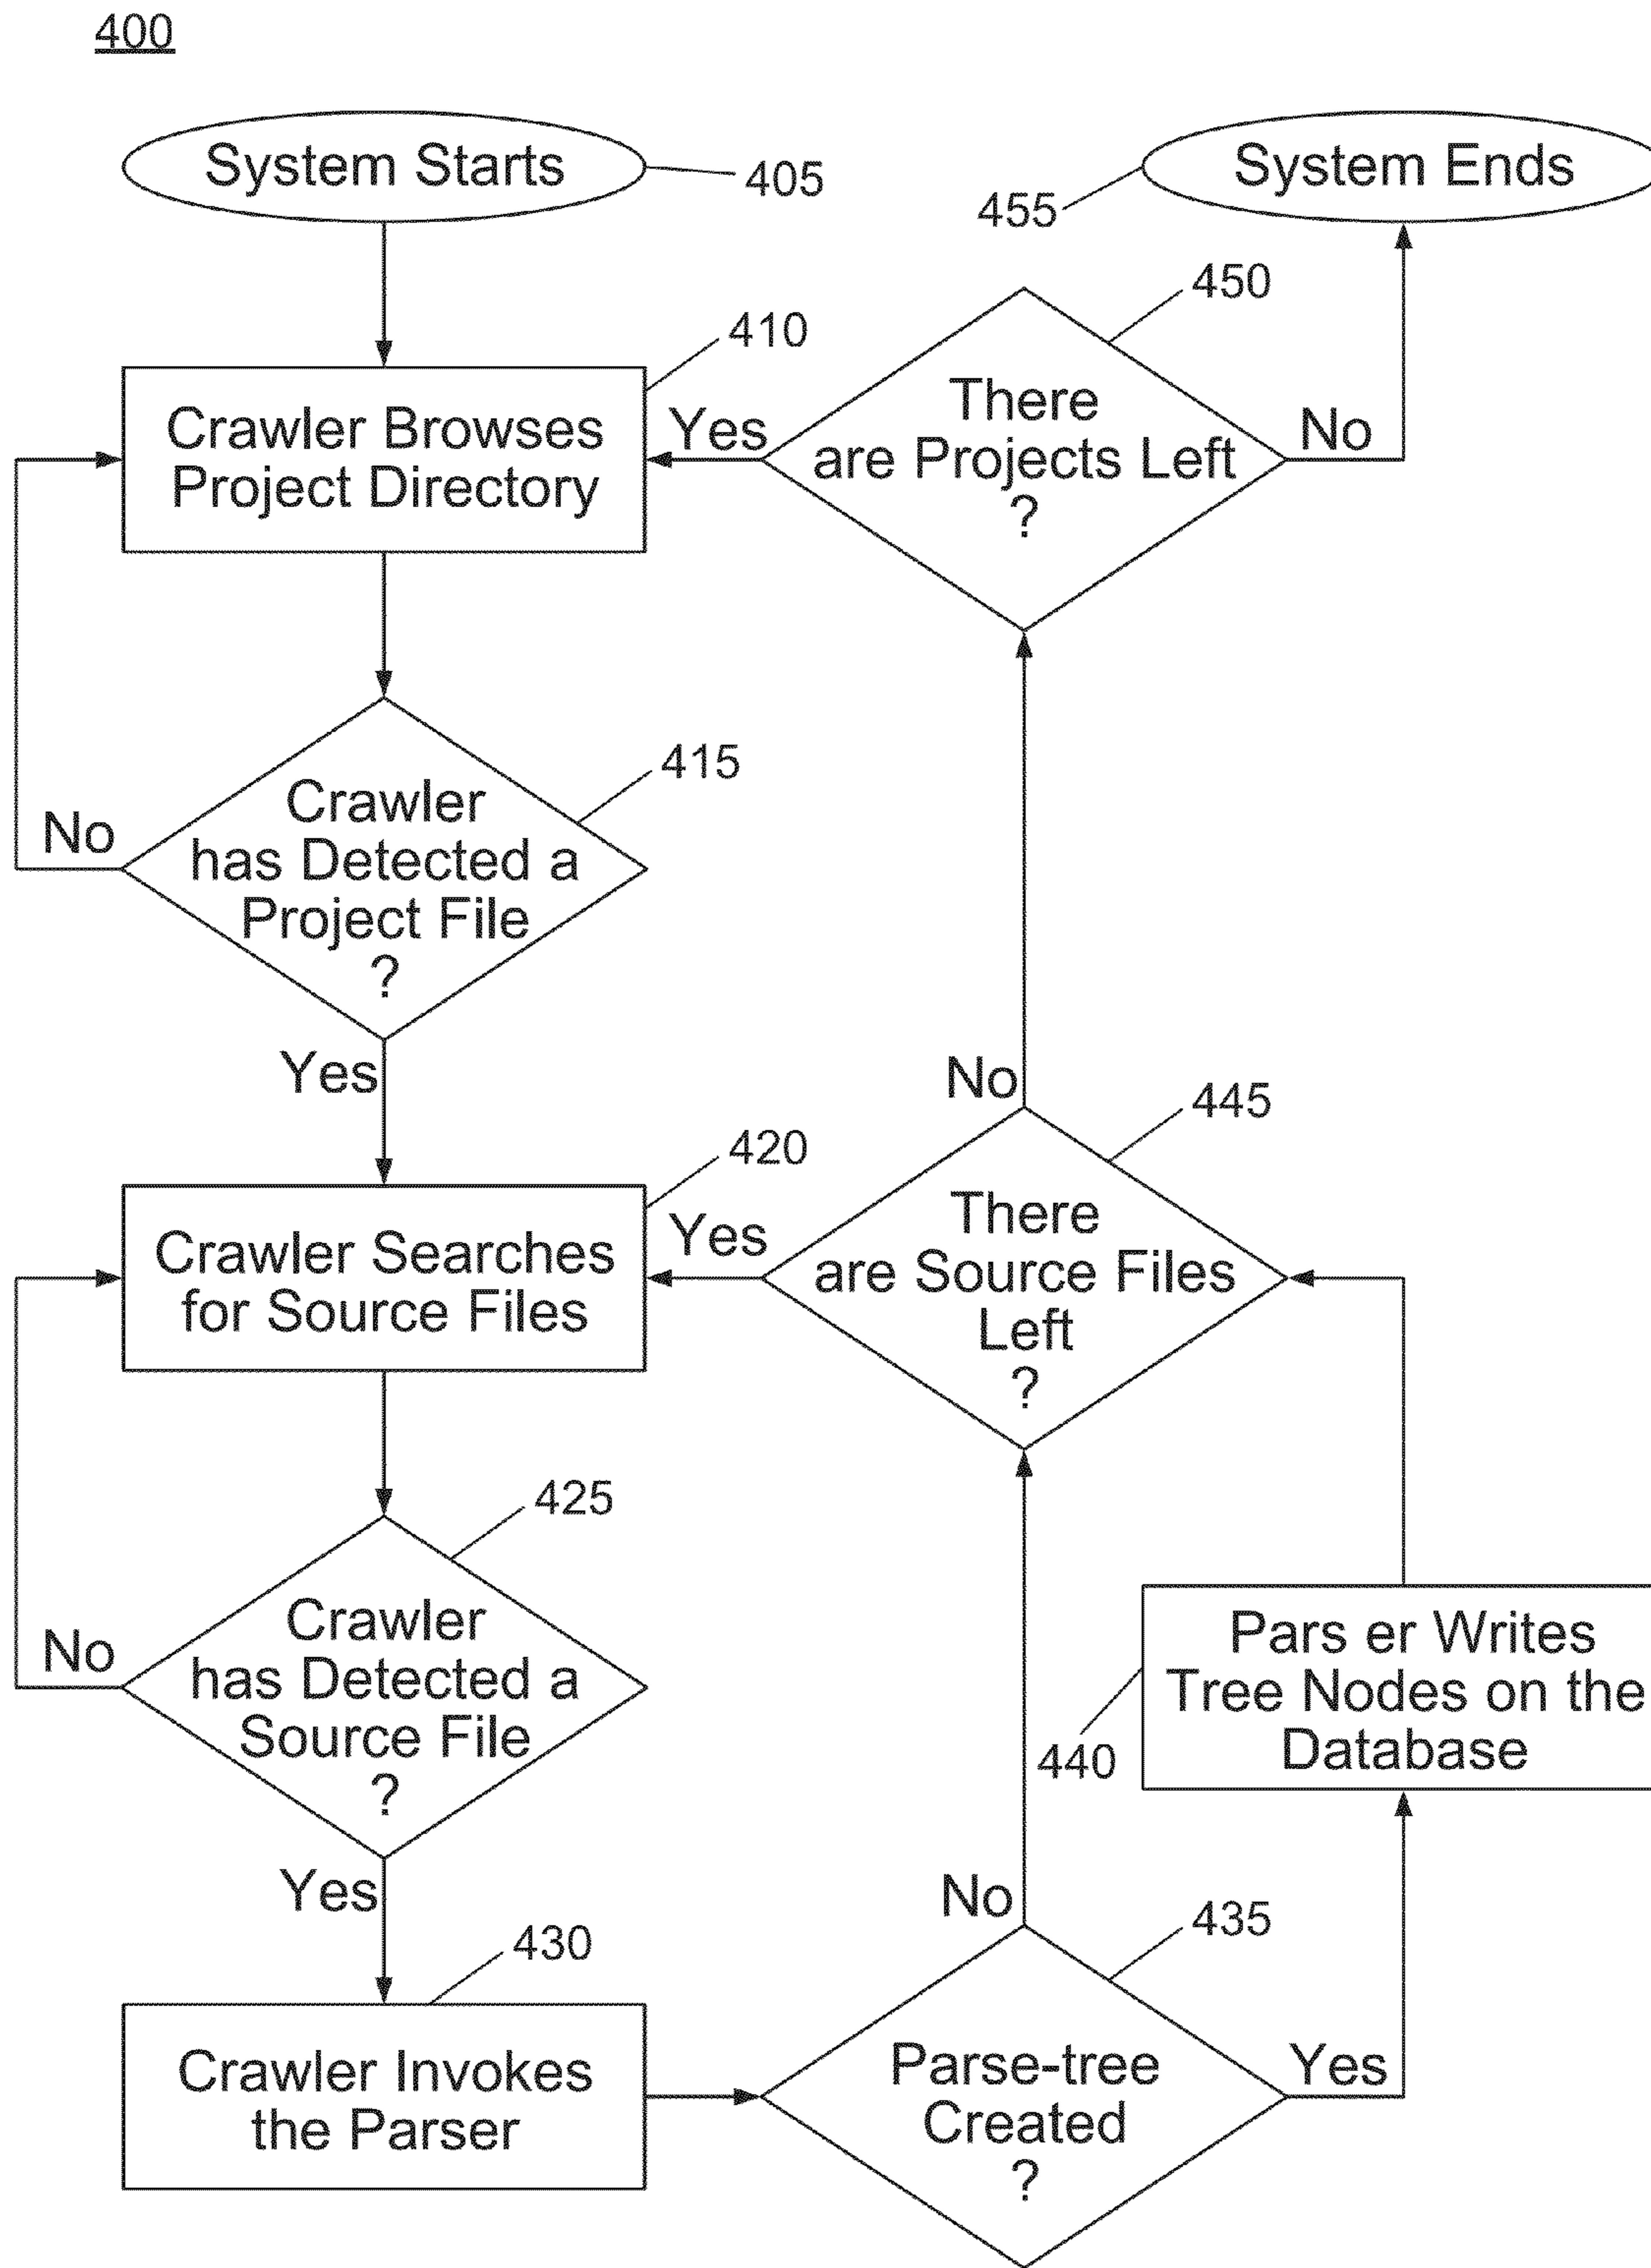 400
System Starts
405
System Ends
455
450
410
There
are Projects Left
?
Yes
No
Crawler Browses
Project Directory
415
Crawler
has Detected a
Project File
?
No
Yes
No
445
420
There
are Source Files
Left
?
Yes
Crawler Searches
for Source Files
425
Crawler
has Detected a
Source File
?
No
Pars er Writes
Tree Nodes on the
Database
440
Yes
No
435
430
Crawler Invokes
the Parser
Parse-tree
Created
?
Yes